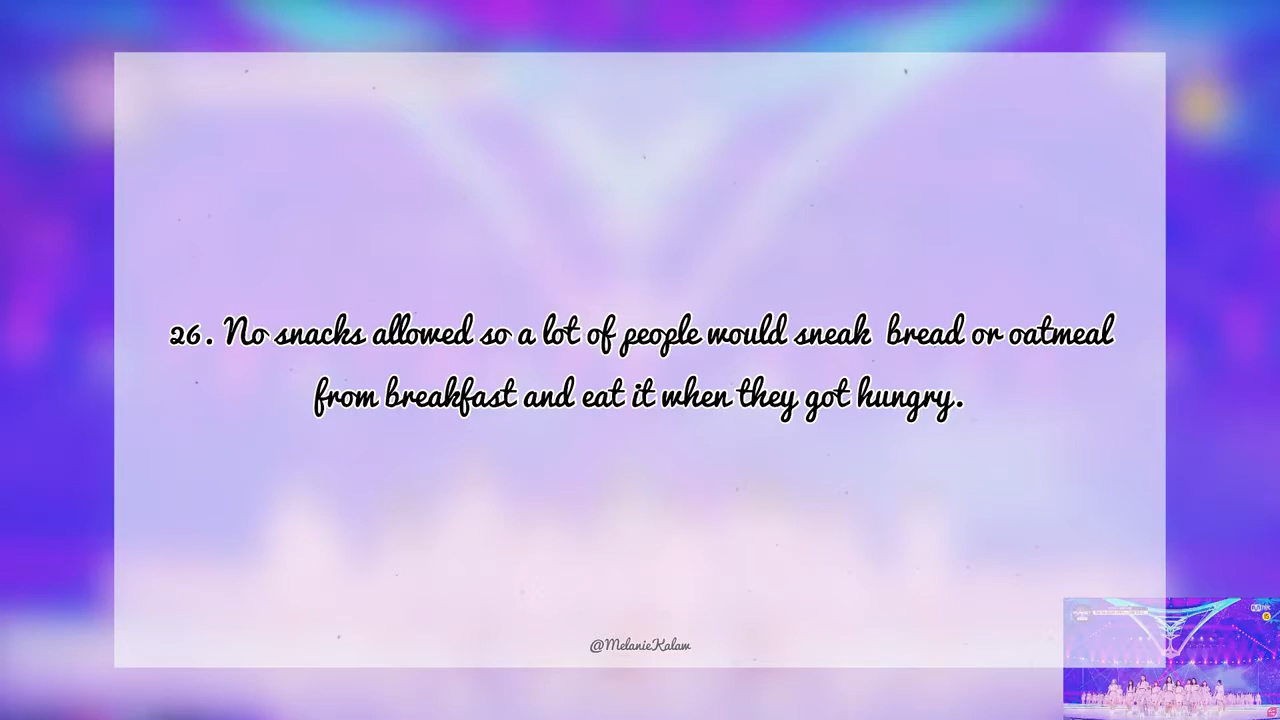 26. No snacks allowed so a lot of people would sneak  bread or oatmeal
from breakfast and eat it when they got hungry.
@MelanieKalaw